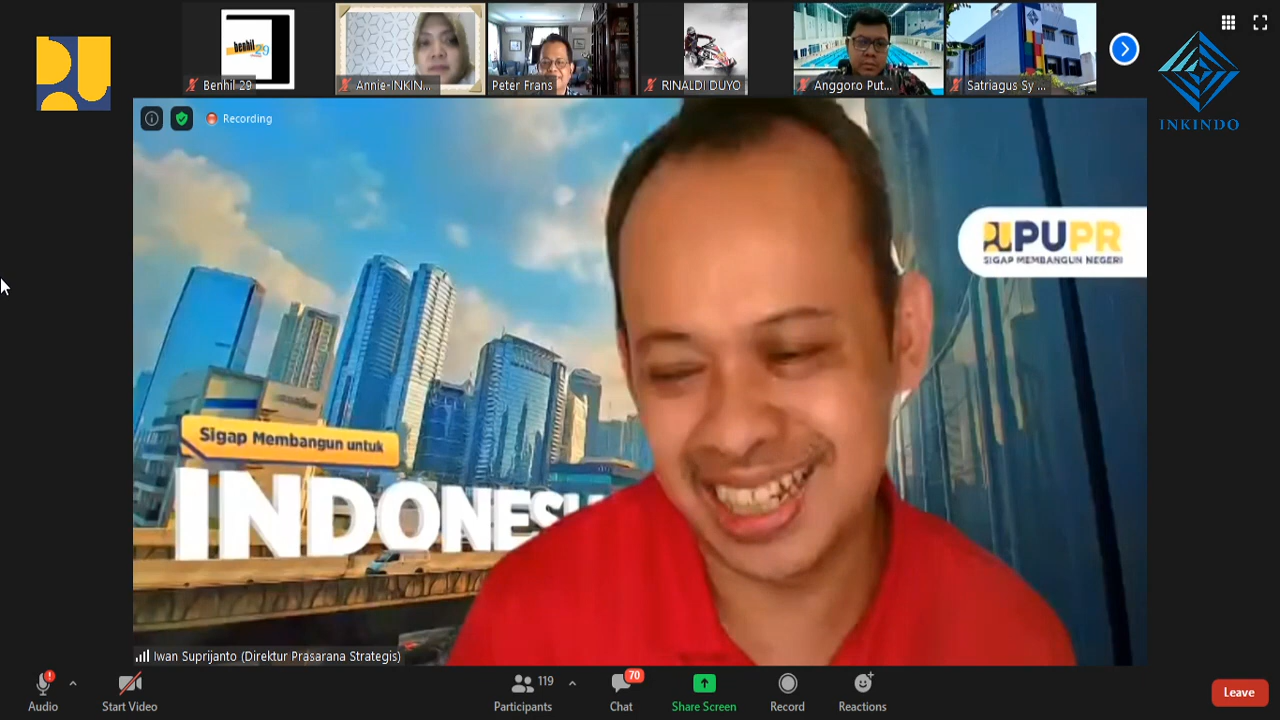 benhil
29
Benhil 29
Annie-INKIN...
Peter Frans
RINALDI DUYO
Anggoro Put...
Satriagus Sy ...
INKINDO
Recording
PUPR
SIGAP MEMBANGUN NEGERI
Sigap Membangun untuk
INDONES
Iwan Suprijanto (Direktur Prasarana Strategis)
Audio
Start Video
119
Participants
70
Chat
Share Screen
Record
Reactions
Leave